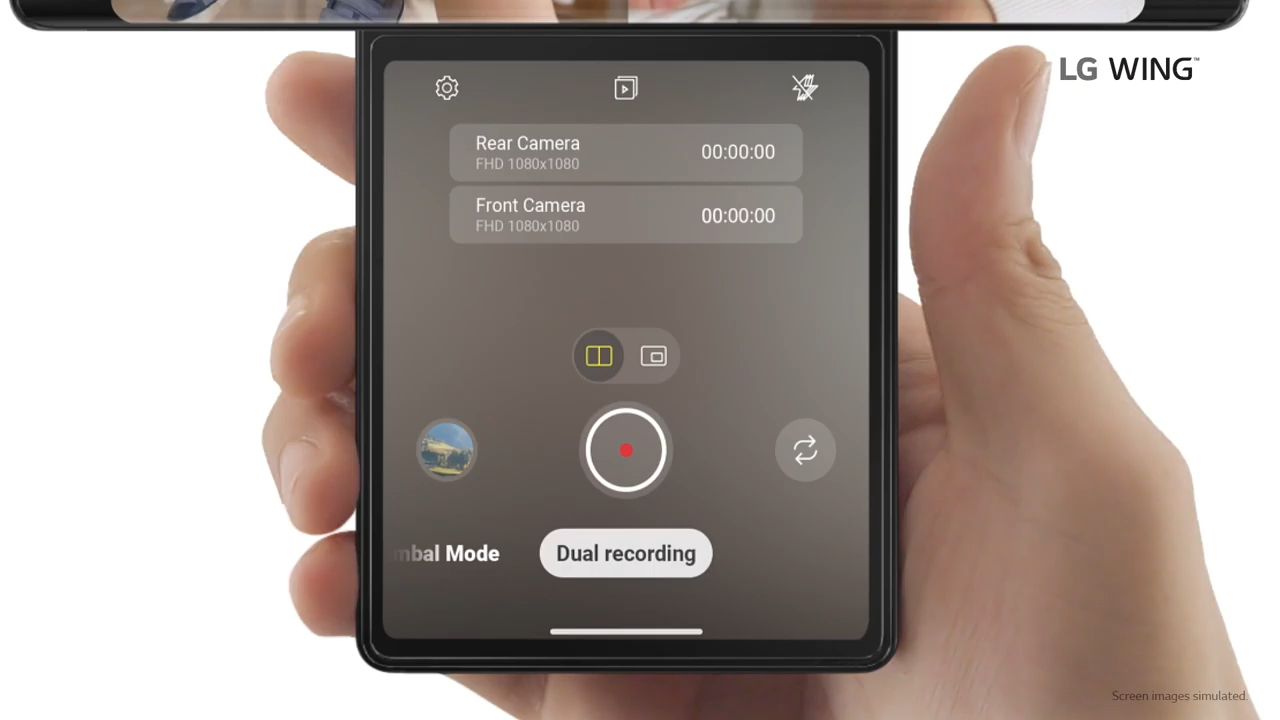 LG WING™
Rear Camera
FHD 1080x1080
00:00:00
Front Camera
FHD 1080x1080
00:00:00
mbal Mode
Dual recording
Screen images simulated.